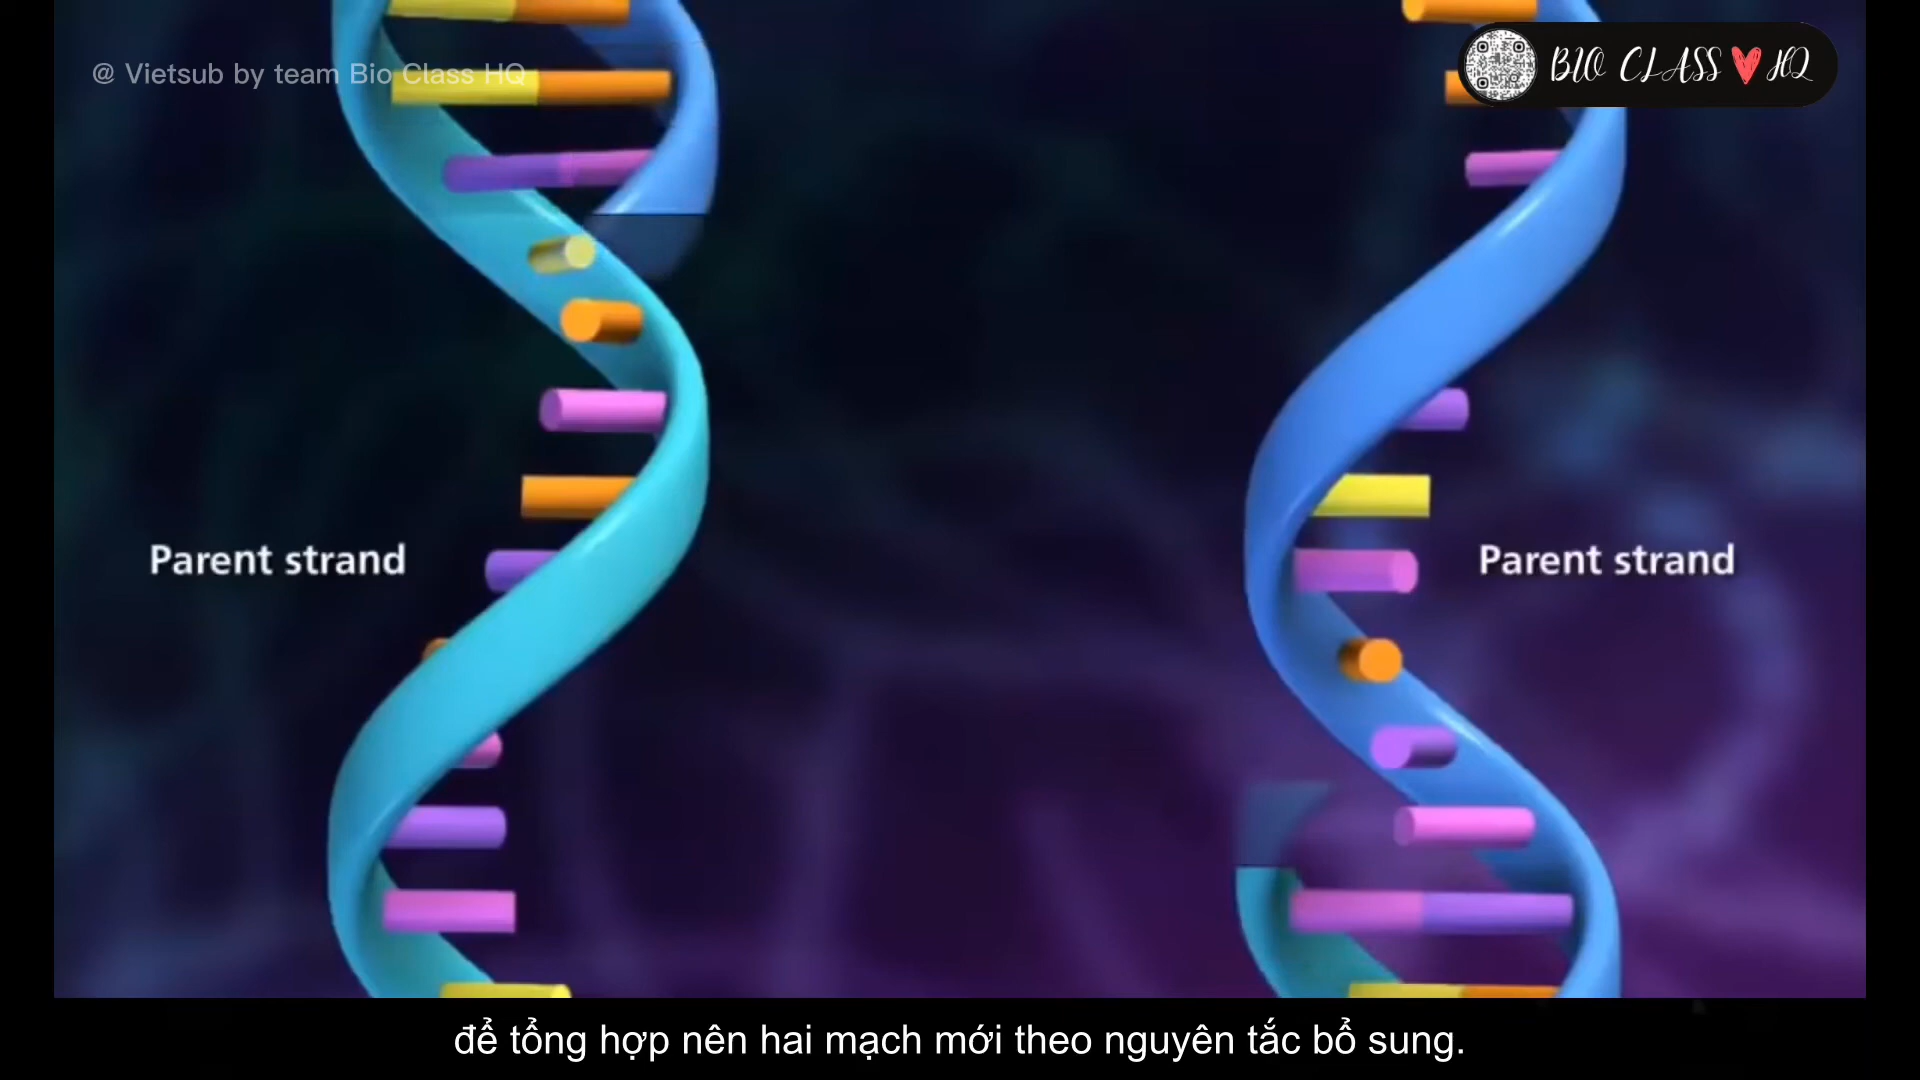 @ Vietsub by team Bio Class HQ
BIO CLASS HQ
Parent strand
Parent strand
để tổng hợp nên hai mạch mới theo nguyên tắc bổ sung.